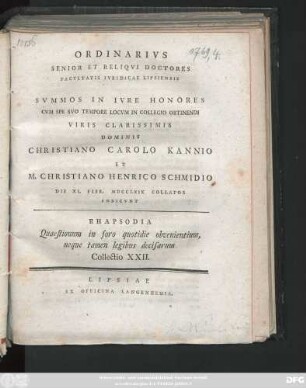 ORDINARIVS
SENIOR ET RELIQVI DOCTORES
FACVLTATIS IVRIDICAE LIPSIENSIS
SVMMOS IN IVRE HONORES
CVM SPE SVO TEMPORE LOCVM IN COLLEGIO OBTINENDI
VIRIS CLARISSIMIS
DOMINIS
CHRISTIANO CAROLO KANNIO
ET
M. CHRISTIANO HENRICO SCHMIDIO
DIE XI. FEBR. COLLATOS
INDICVNT
RHAPSODIA
Quaestionum in foro quotidie obvenientium,
neque tamen legibus decisarum
Collectio XXII.
LIPSIAE
EX OFFICINA LANGENHEMIA.